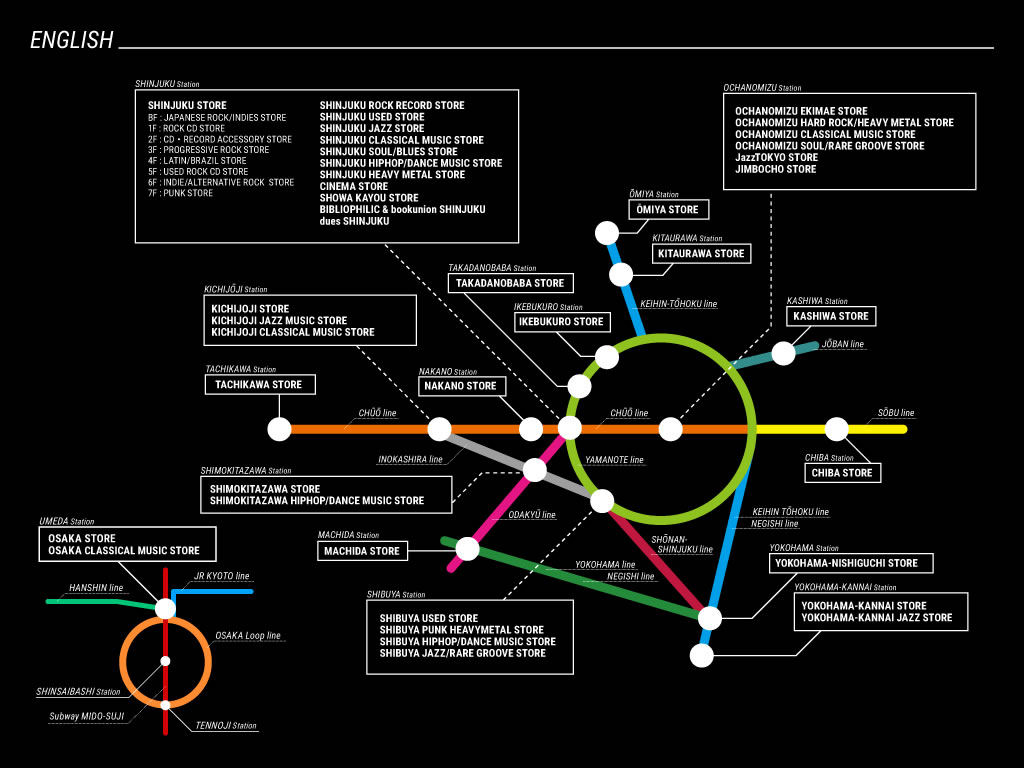 ENGLISH
SHINJUKU Station
SHINJUKU STORE
BF : JAPANESE ROCK/INDIES STORE
1F : ROCK CD STORE
2F : CD • RECORD ACCESSORY STORE
3F : PROGRESSIVE ROCK STORE
4F : LATIN/BRAZIL STORE
5F : USED ROCK CD STORE
6F : INDIE/ALTERNATIVE ROCK STORE
7F : PUNK STORE
SHINJUKU ROCK RECORD STORE
SHINJUKU USED STORE
SHINJUKU JAZZ STORE
SHINJUKU CLASSICAL MUSIC STORE
SHINJUKU SOUL/BLUES STORE
SHINJUKU HIPHOP/DANCE MUSIC STORE
SHINJUKU HEAVY METAL STORE
CINEMA STORE
SHOWA KAYOU STORE
BIBLIOPHILIC & bookunion SHINJUKU
dues SHINJUKU
OCHANOMIZU Station
OCHANOMIZU EKIMAE STORE
OCHANOMIZU HARD ROCK/HEAVY METAL STORE
OCHANOMIZU CLASSICAL MUSIC STORE
OCHANOMIZU SOUL/RARE GROOVE STORE
JazzTOKYO STORE
JIMBOCHO STORE
ŌMIYA Station
ŌMIYA STORE
KITAURAWA Station
KITAURAWA STORE
TAKADANOBABA Station
TAKADANOBABA STORE
KICHIJŌJI Station
KICHIJOJI STORE
KICHIJOJI JAZZ MUSIC STORE
KICHIJOJI CLASSICAL MUSIC STORE
IKEBUKURO Station
IKEBUKURO STORE
KEIHIN-TŌHOKU line
KASHIWA Station
KASHIWA STORE
JŌBAN line
TACHIKAWA Station
TACHIKAWA STORE
NAKANO Station
NAKANO STORE
CHŪŌ line
CHŪŌ line
SŌBU line
INOKASHIRA line
YAMANOTE line
CHIBA Station
CHIBA STORE
SHIMOKITAZAWA Station
SHIMOKITAZAWA STORE
SHIMOKITAZAWA HIPHOP/DANCE MUSIC STORE
ODAKYŪ line
KEIHIN TŌHOKU line
NEGISHI line
UMEDA Station
OSAKA STORE
OSAKA CLASSICAL MUSIC STORE
MACHIDA Station
MACHIDA STORE
SHŌNAN-
SHINJUKU line
YOKOHAMA line
NEGISHI line
YOKOHAMA Station
YOKOHAMA-NISHIGUCHI STORE
HANSHIN line
JR KYOTO line
YOKOHAMA-KANNAI Station
YOKOHAMA-KANNAI STORE
YOKOHAMA-KANNAI JAZZ STORE
SHIBUYA Station
SHIBUYA USED STORE
SHIBUYA PUNK HEAVYMETAL STORE
SHIBUYA HIPHOP/DANCE MUSIC STORE
SHIBUYA JAZZ/RARE GROOVE STORE
OSAKA Loop line
SHINSAIBASHI Station
Subway MIDO-SUJI
TENNOJI Station